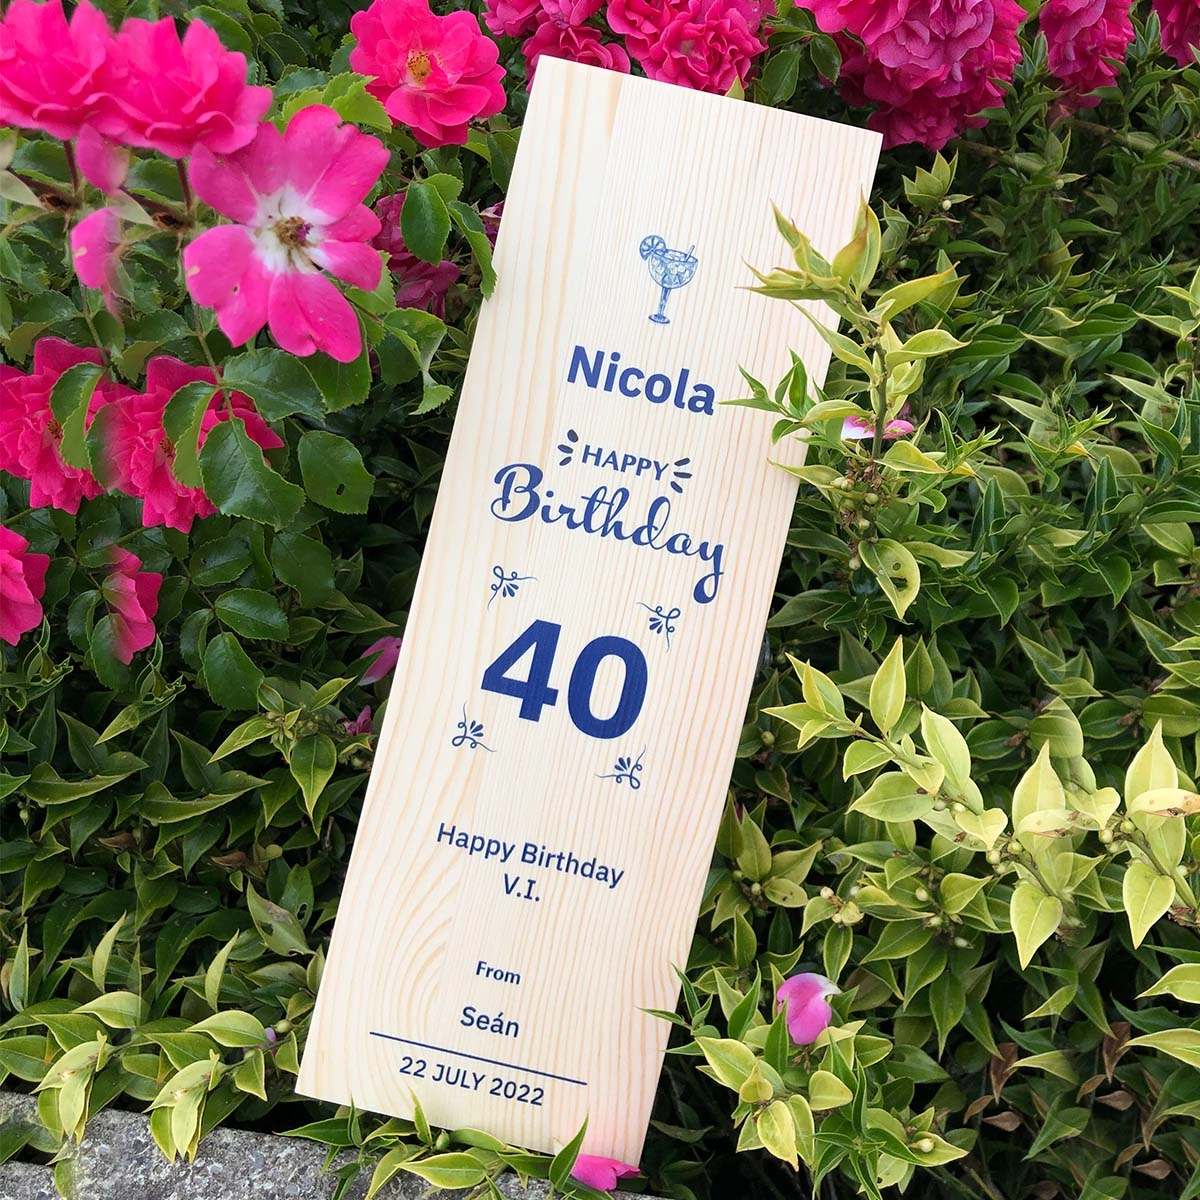 Nicola
HAPPY
Birthday
40
Happy Birthday
V.I.
From
Seán
22 JULY 2022